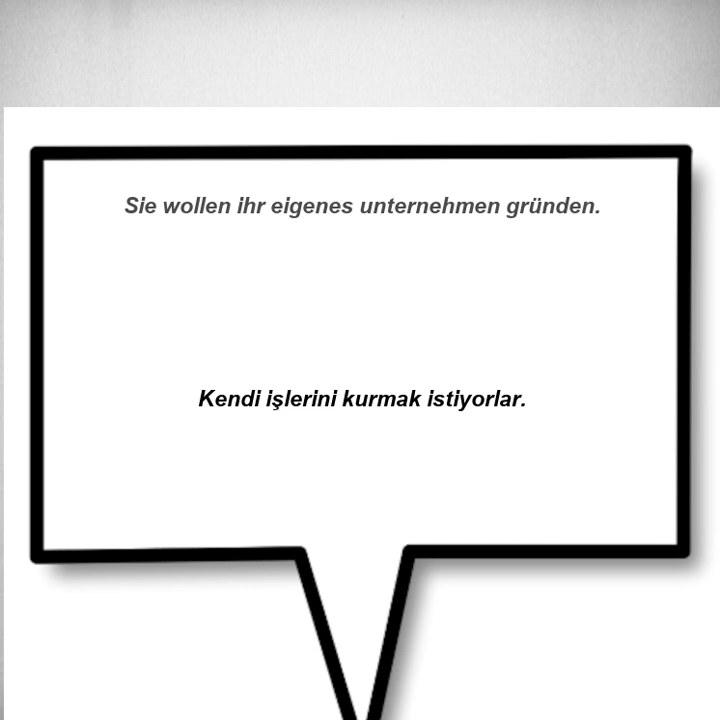 Sie wollen ihr eigenes unternehmen gründen.
Kendi işlerini kurmak istiyorlar.